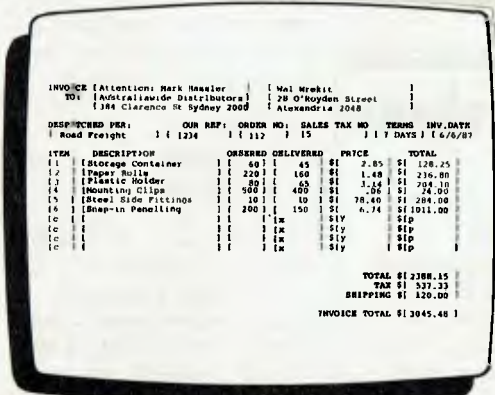 INVOICE [Attention: Mark Hassler ] [ Wal Wrekit ]
TO: [Australiawide Distributors] [ 28 O'Royden Street ]
[384 Clarence St Sydney 2000 ] [ Alexandria 2048 ]
DESPATCHED PER: OUR REF: ORDER NO: SALES TAX NO TERMS INV.DATE
[ Road Freight ] [ 1234 ] [ 112 ] [ 15 ] [ 7 DAYS ] [ 6/6/87
ITEM DESCRIPTION ORDERED DELIVERED PRICE TOTAL
[1 ] [Storage Container ] [ 60] [ 45 ] $[ 2.85 ] $[ 128.25
[2 ] [Paper Rolls ] [ 220] [ 160 ] $[ 1.48 ] $[ 236.80
[3 ] [Plastic Holder ] [ 80] [ 65 ] $[ 3.14 ] $[ 204.10
[4 ] [Mounting Clips ] [ 500] [ 400 ] $[ .06 ] $[ 24.00
[5 ] [Steel Side Fittings ] [ 10] [ 10 ] $[ 78.40 ] $[ 284.00
[6 ] [Snap-in Penelling ] [ 200] [ 150 ] $[ 6.74 ] $[ 1011.00
[c ] [ ] [ ] [x $[y $[p
[c ] [ ] [ ] [x $[y $[p
[c ] [ ] [ ] [x $[y $[p
[c ] [ ] [ ] [x $[y $[p
TOTAL $[ 2388.15
TAX $[ 537.33
SHIPPING $[ 120.00
INVOICE TOTAL $[ 3045.48 ]